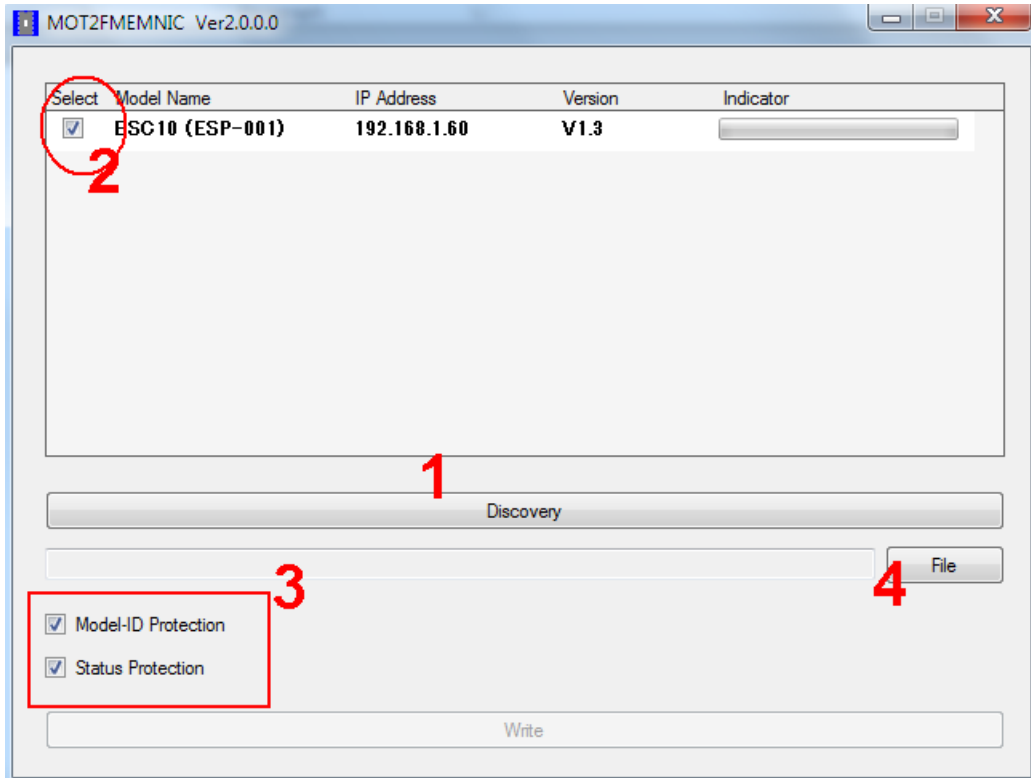 MOT2FMEMNIC Ver2.0.0.0
Select Model Name IP Address Version Indicator
ESC10 (ESP-001) 192.168.1.60 V1.3
2
1
Discovery
3
4
File
Model-ID Protection
Status Protection
Write